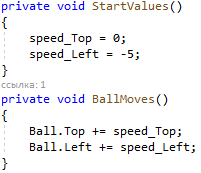 private void StartValues()
{
    speed_Top = 0;
    speed_Left = -5;
}
ссылка: 1
private void BallMoves()
{
    Ball.Top += speed_Top;
    Ball.Left += speed_Left;
}